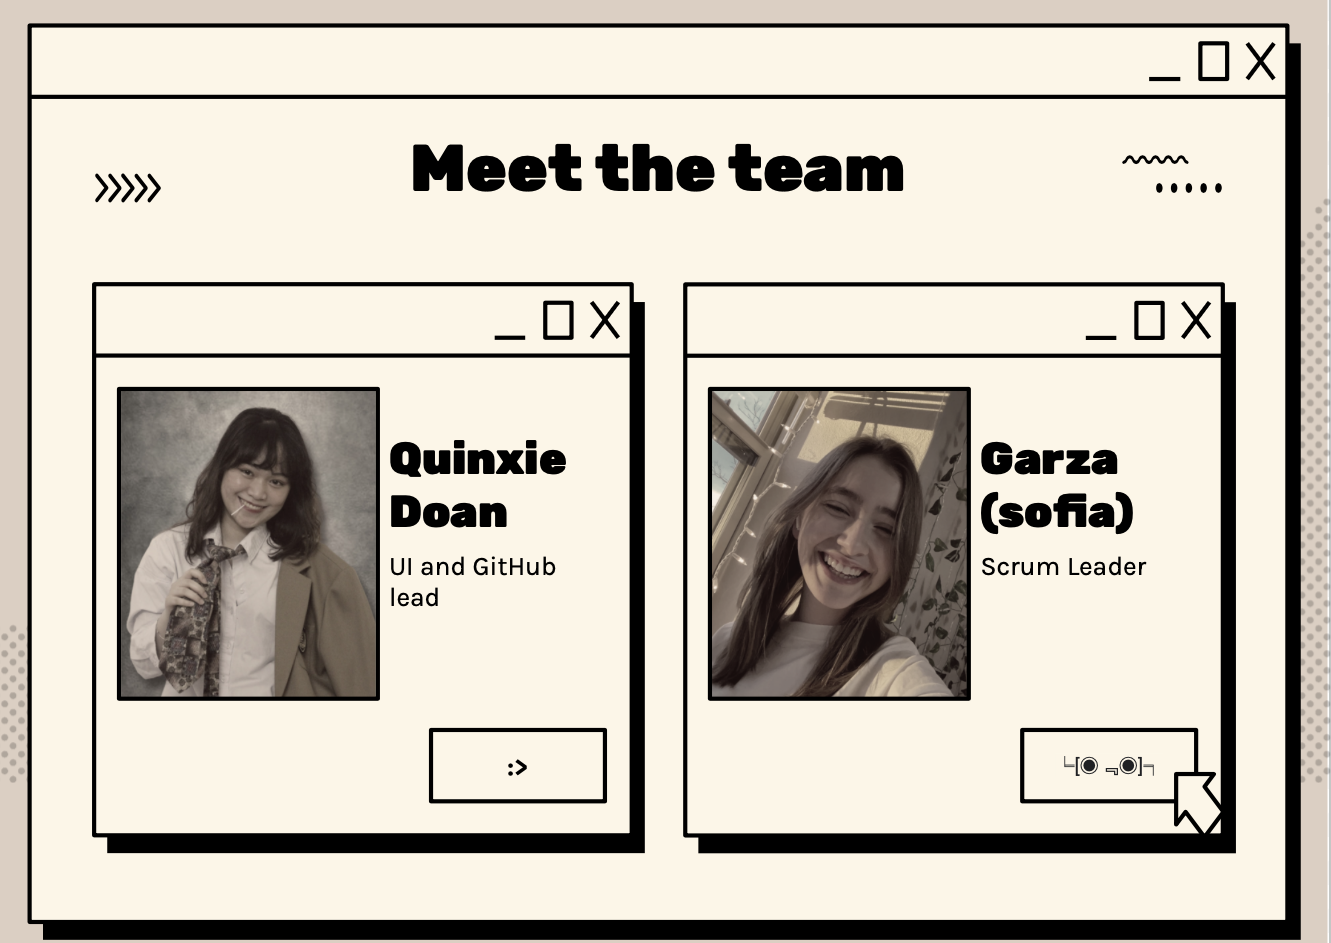 Meet the team
Quinxie
Doan
UI and GitHub
lead
:>
Garza
(sofia)
Scrum Leader
╘[◉ ﹃◉]╕